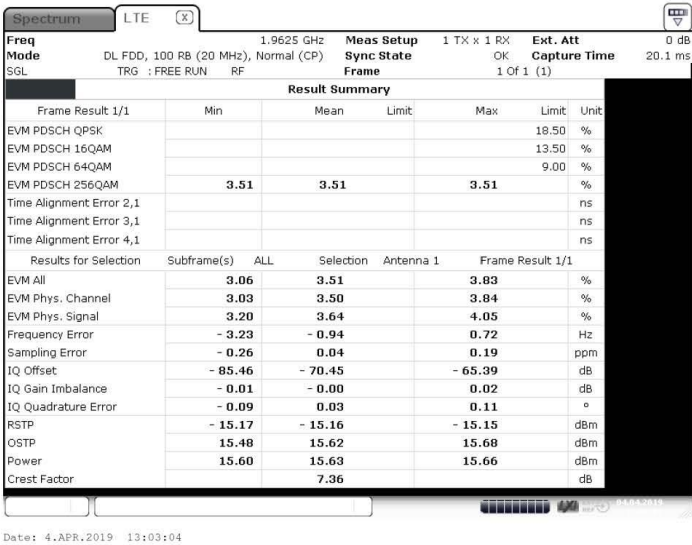 Spectrum LTE X
Freq 1.9625 GHz Meas Setup 1 TX x 1 RX Ext. Att 0 dB
Mode DL FDD, 100 RB (20 MHz), Normal (CP) Sync State OK Capture Time 20.1 ms
SGL TRG : FREE RUN RF Frame 1 Of 1 (1)
Result Summary
Frame Result 1/1 Min Mean Limit Max Limit Unit
EVM PDSCH QPSK 18.50 %
EVM PDSCH 16QAM 13.50 %
EVM PDSCH 64QAM 9.00 %
EVM PDSCH 256QAM 3.51 3.51 3.51 %
Time Alignment Error 2,1 ns
Time Alignment Error 3,1 ns
Time Alignment Error 4,1 ns
Results for Selection Subframe(s) ALL Selection Antenna 1 Frame Result 1/1
EVM All 3.06 3.51 3.83 %
EVM Phys. Channel 3.03 3.50 3.84 %
EVM Phys. Signal 3.20 3.64 4.05 %
Frequency Error - 3.23 - 0.94 0.72 Hz
Sampling Error - 0.26 0.04 0.19 ppm
IQ Offset - 85.46 - 70.45 - 65.39 dB
IQ Gain Imbalance - 0.01 - 0.00 0.02 dB
IQ Quadrature Error - 0.09 0.03 0.11 °
RSTP - 15.17 - 15.16 - 15.15 dBm
OSTP 15.48 15.62 15.68 dBm
Power 15.60 15.63 15.66 dBm
Crest Factor 7.36 dB
LXI 04.04.2019
Date: 4.APR.2019 13:03:04